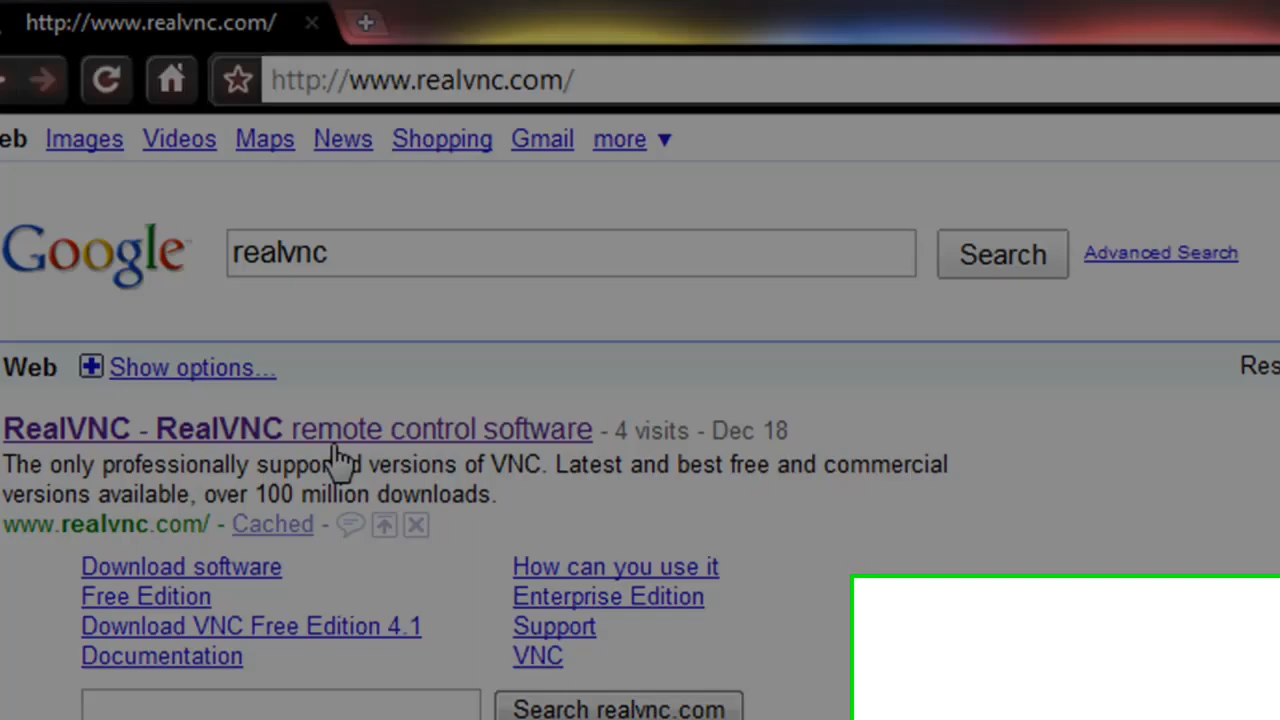 http://www.realvnc.com/
http://www.realvnc.com/
eb Images Videos Maps News Shopping Gmail more ▼
Google realvnc Search Advanced Search
Web Show options... Res
RealVNC - RealVNC remote control software - 4 visits - Dec 18
The only professionally supported versions of VNC. Latest and best free and commercial
versions available, over 100 million downloads.
www.realvnc.com/ - Cached -
Download software How can you use it
Free Edition Enterprise Edition
Download VNC Free Edition 4.1 Support
Documentation VNC
Search realvnc.com